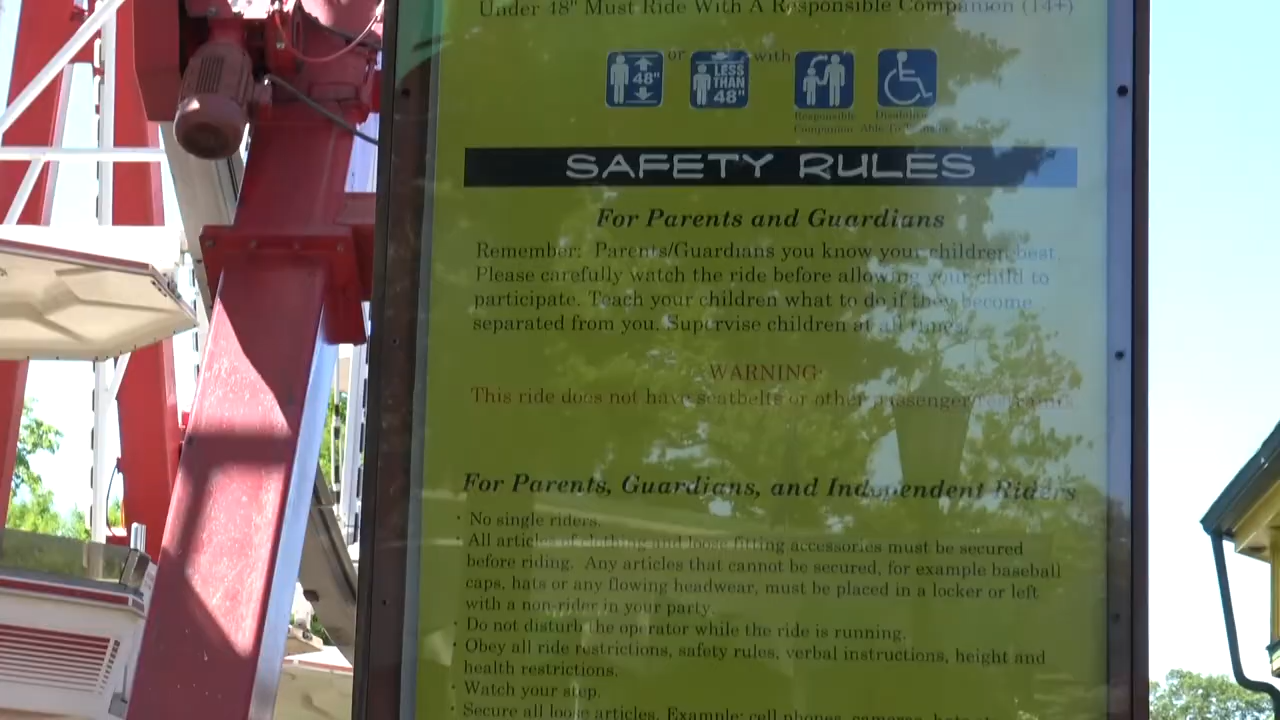 Under 48" Must Ride With A Responsible Companion (14+)
48" or LESS THAN 48" with
Responsible Companion
SAFETY RULES
For Parents and Guardians
Remember: Parents/Guardians you know your children best.
Please carefully watch the ride before allowing your child to
participate. Teach your children what to do if they become
separated from you. Supervise children at all times.
WARNING:
This ride does not have seatbelts or other passenger restraints.
For Parents, Guardians, and Independent Riders
· No single riders.
· All articles of clothing and loose fitting accessories must be secured
before riding. Any articles that cannot be secured, for example baseball
caps, hats or any flowing headwear, must be placed in a locker or left
with a non-rider in your party.
· Do not disturb the operator while the ride is running.
· Obey all ride restrictions, safety rules, verbal instructions, height and
health restrictions.
· Watch your step.
· Secure all loose articles. Example: cell phones, cameras,